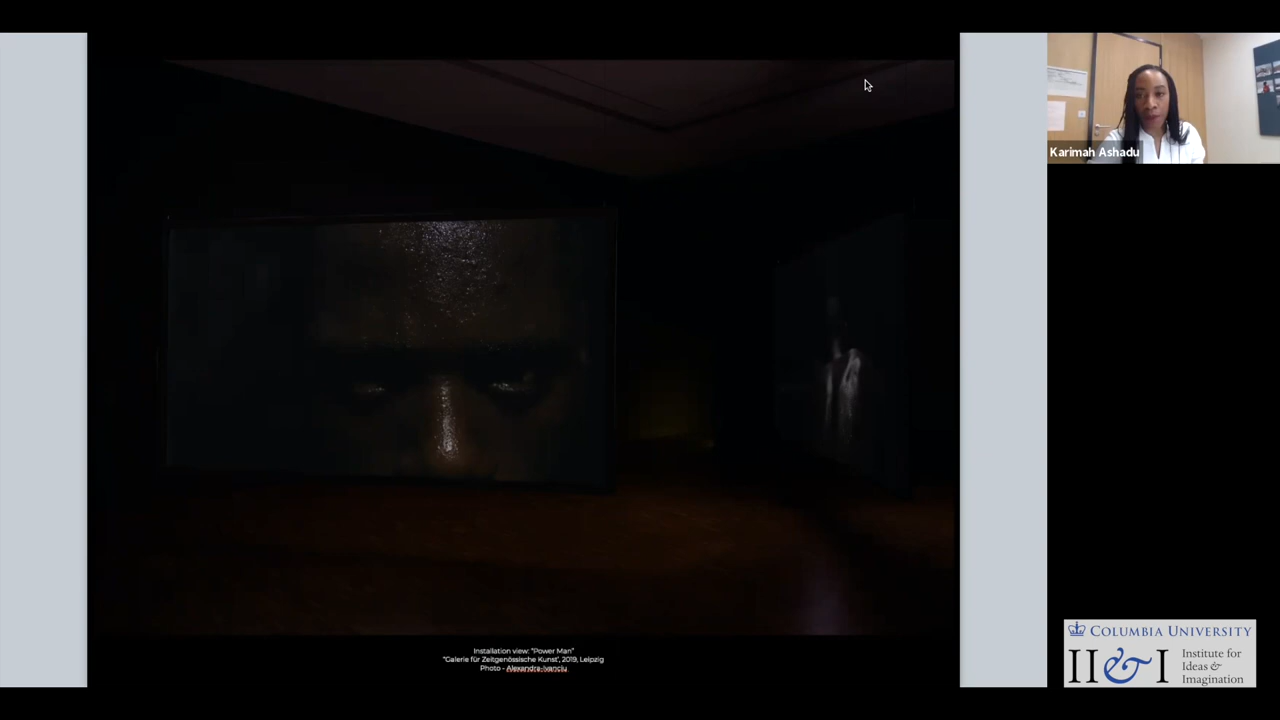 Karimah Ashadu
Installation view: "Power Man"
"Galerie für Zeitgenössische Kunst', 2019, Leipzig
Photo - Alexandra Ivanciu
COLUMBIA UNIVERSITY
II&I
Institute for
Ideas &
Imagination